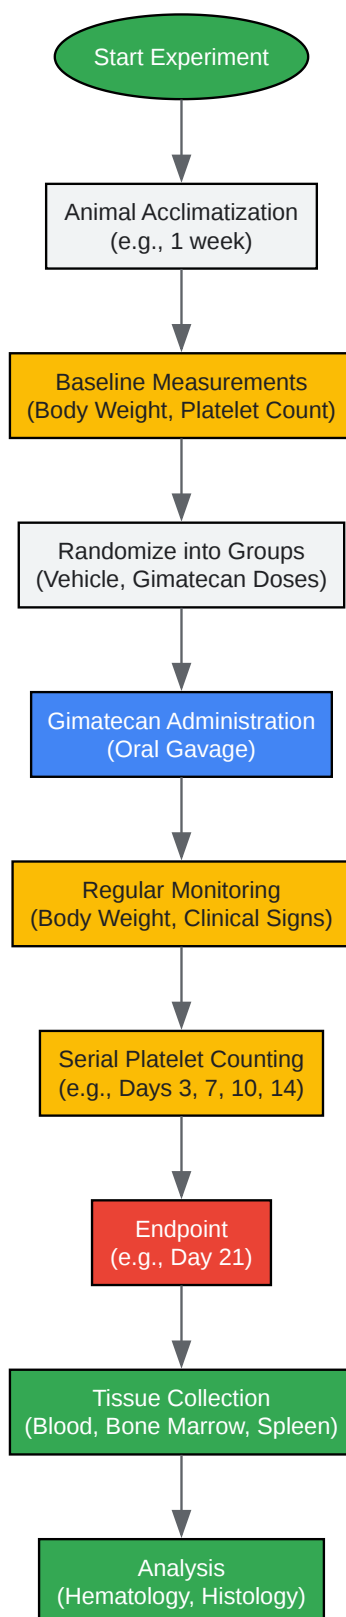 Start Experiment
Animal Acclimatization
(e.g., 1 week)
Baseline Measurements
(Body Weight, Platelet Count)
Randomize into Groups
(Vehicle, Gimatecan Doses)
Gimatecan Administration
(Oral Gavage)
Regular Monitoring
(Body Weight, Clinical Signs)
Serial Platelet Counting
(e.g., Days 3, 7, 10, 14)
Endpoint
(e.g., Day 21)
Tissue Collection
(Blood, Bone Marrow, Spleen)
Analysis
(Hematology, Histology)